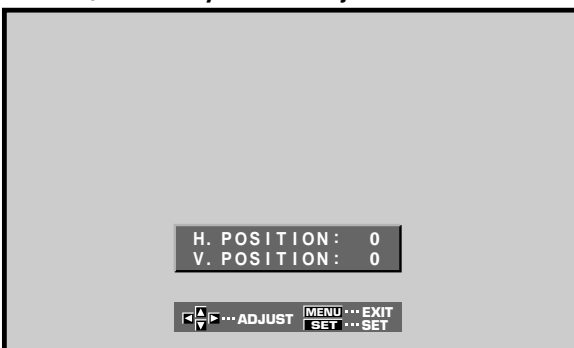 H. POSITION: 0
V. POSITION: 0
◀▲▼▶ ··· ADJUST MENU ··· EXIT
SET ··· SET